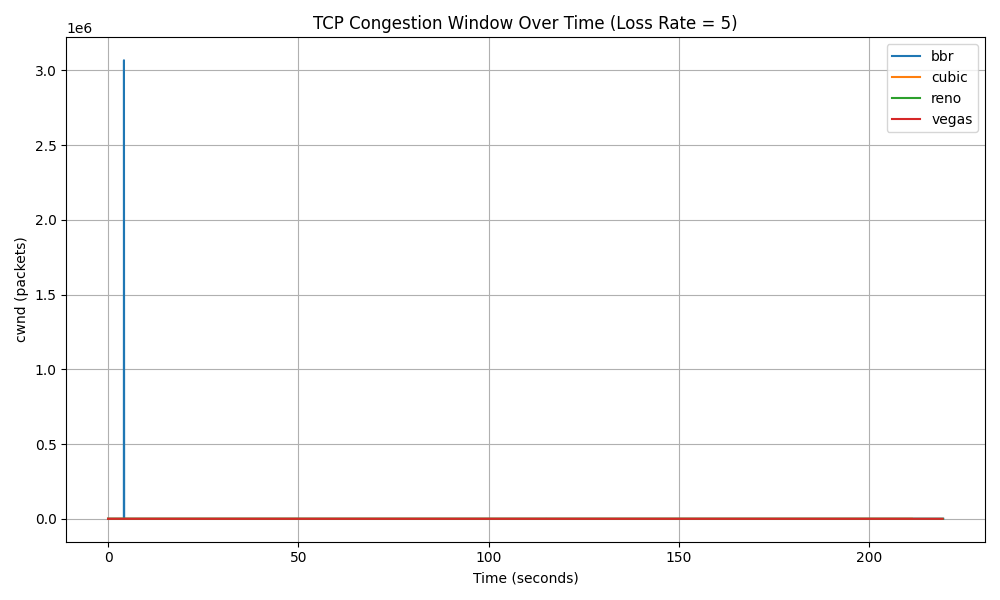 TCP Congestion Window Over Time (Loss Rate = 5)
1e6
bbr
cubic
reno
vegas
3.0
2.5
2.0
1.5
1.0
0.5
0.0
cwnd (packets)
0 50 100 150 200
Time (seconds)